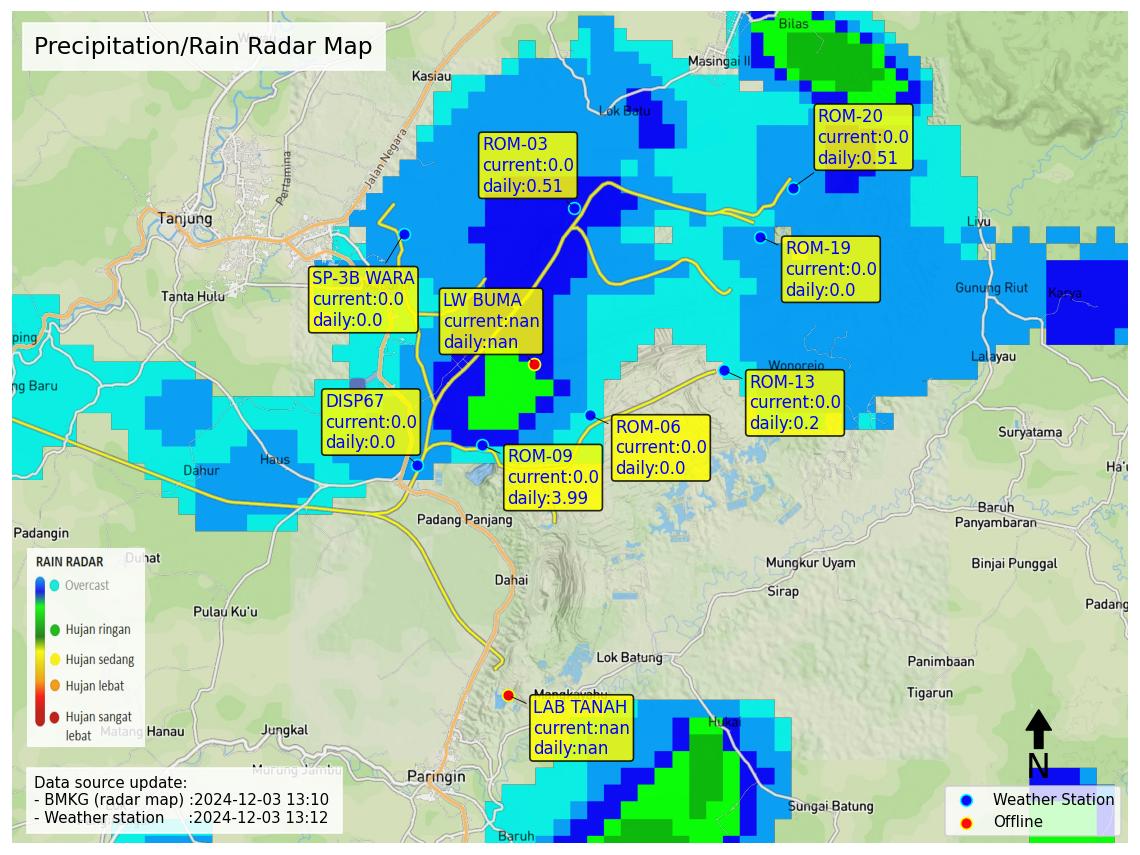 Precipitation/Rain Radar Map
Bilas
Masingai II
Kasiau
Lok Batu
Jalan Negara
Pertamina
ROM-03
current:0.0
daily:0.51
ROM-20
current:0.0
daily:0.51
Tanjung
Liyu
SP-3B WARA
current:0.0
daily:0.0
ROM-19
current:0.0
daily:0.0
Tanta Hulu
LW BUMA
current:nan
daily:nan
Gunung Riut
Karya
ping
Lalayau
Wonorejo
ng Baru
DISP67
current:0.0
daily:0.0
ROM-13
current:0.0
daily:0.2
ROM-06
current:0.0
daily:0.0
Suryatama
ROM-09
current:0.0
daily:3.99
Haus
Dahur
Ha'u
Baruh
Panyambaran
Padang Panjang
Padangin
Duhat
RAIN RADAR
Overcast
Hujan ringan
Hujan sedang
Hujan lebat
Hujan sangat
lebat
Mungkur Uyam
Binjai Punggal
Dahai
Sirap
Padang
Pulau Ku'u
Lok Batung
Panimbaan
Tigarun
Mangkayahu
LAB TANAH
current:nan
daily:nan
Hukai
Matang Hanau
Jungkal
Murung Jambu
Paringin
N
Data source update:
- BMKG (radar map) :2024-12-03 13:10
- Weather station :2024-12-03 13:12
Sungai Batung
Baruh
Weather Station
Offline